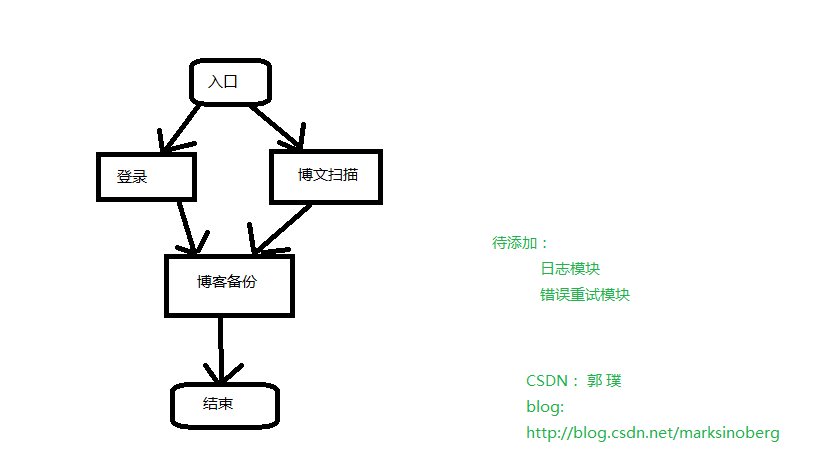 入口
登录
博文扫描
博客备份
结束
待添加：
日志模块
错误重试模块
CSDN： 郭 璞
blog:
http://blog.csdn.net/marksinoberg